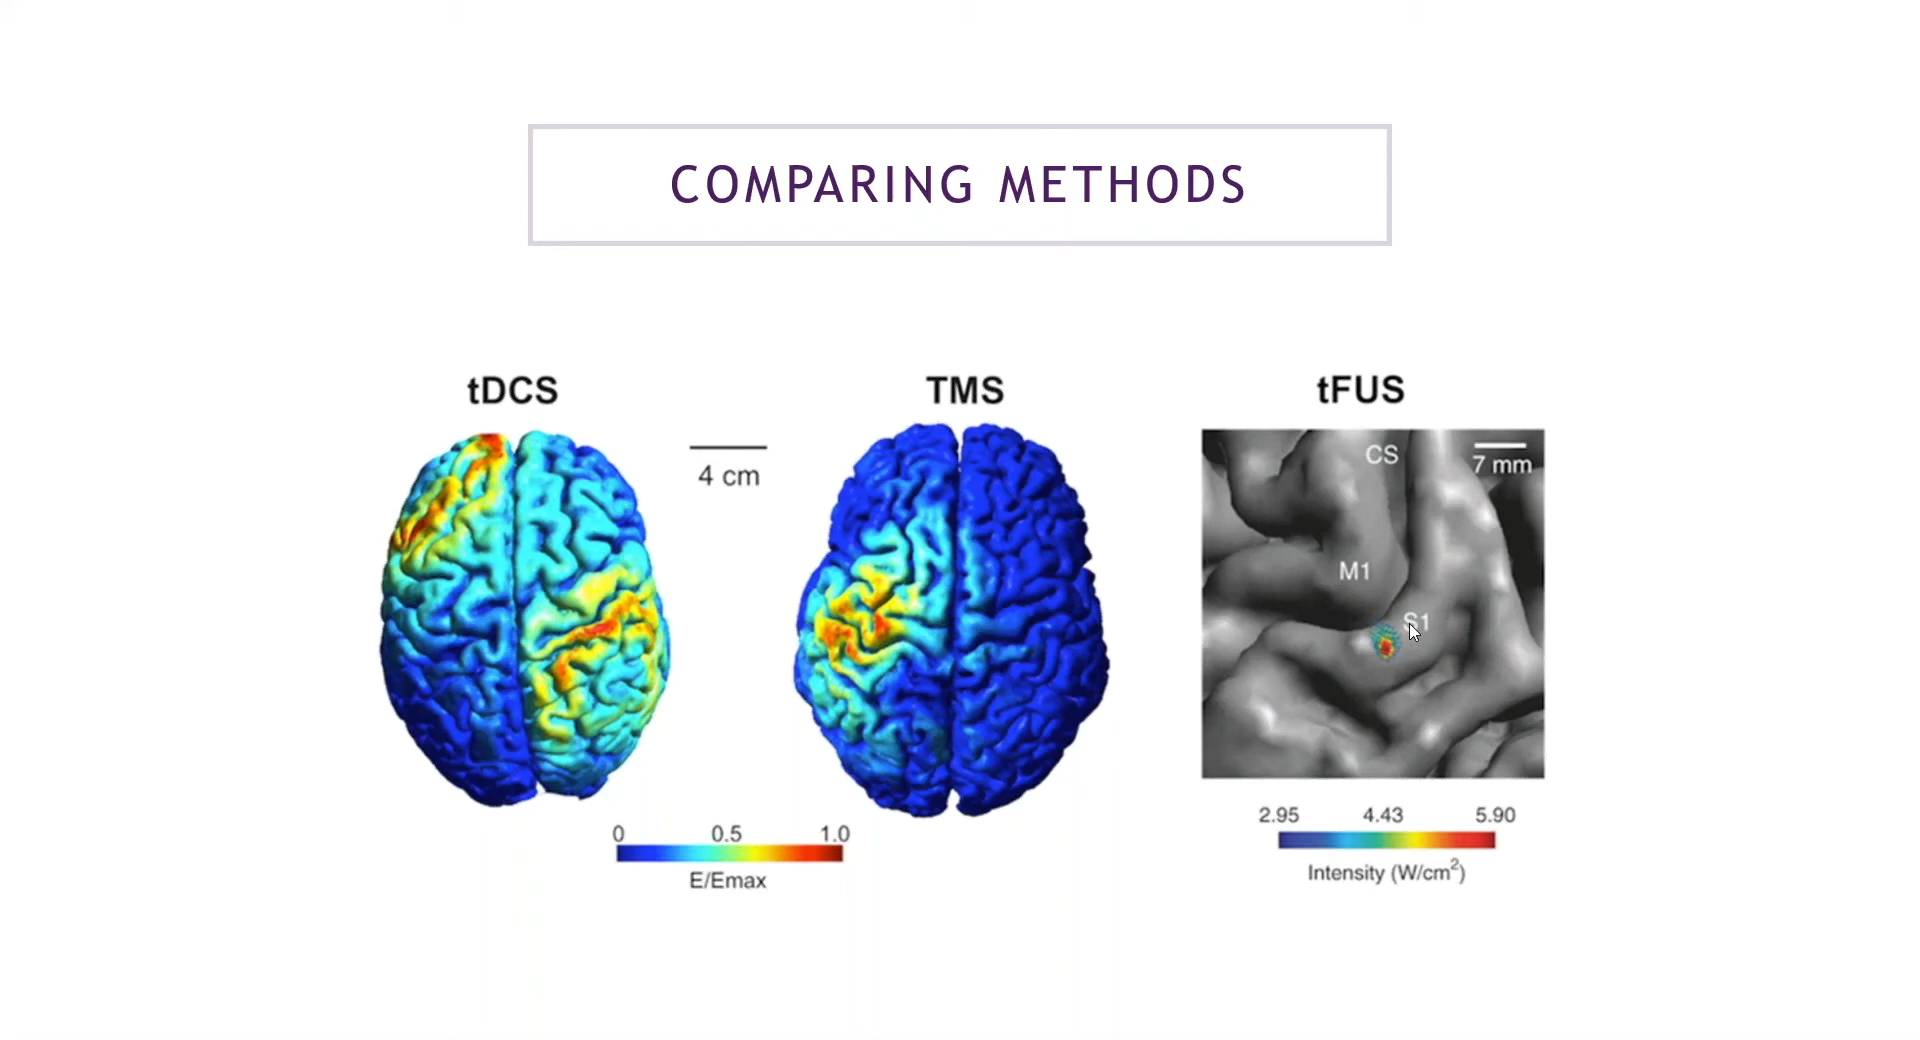 COMPARING METHODS
tDCS
TMS
tFUS
4 cm
CS
7 mm
M1
S1
0 0.5 1.0
E/Emax
2.95 4.43 5.90
Intensity (W/cm²)